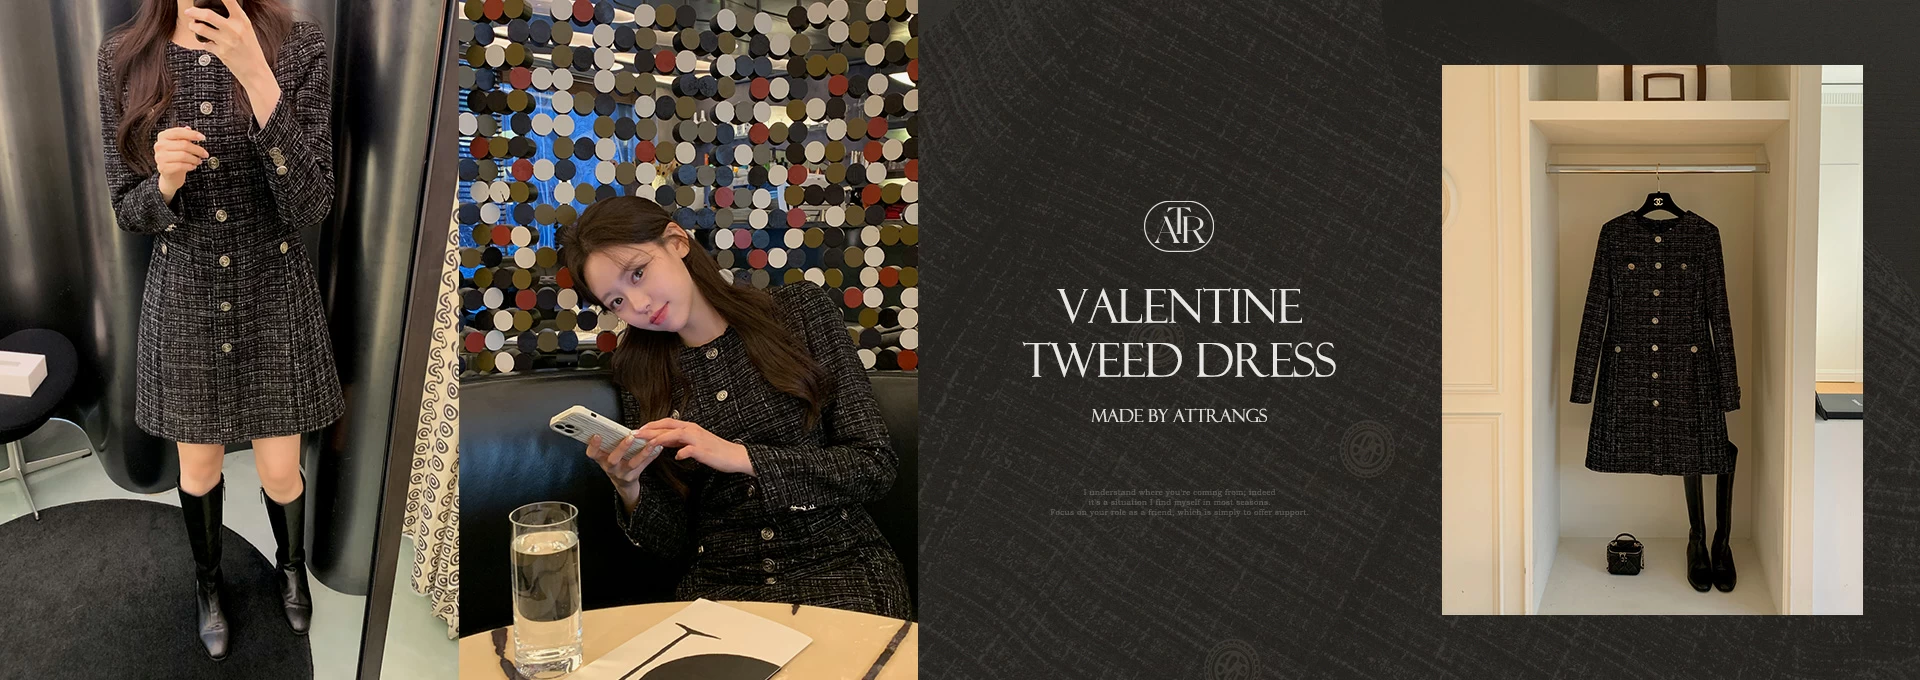 ATR
VALENTINE
TWEED DRESS
MADE BY ATTRANGS
I understand where you're coming from; indeed
it's a situation I find myself in most seasons.
Focus on your role as a friend, which is simply to offer support.